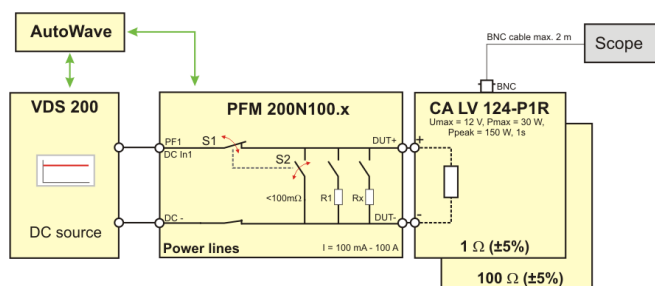 AutoWave
BNC cable max. 2 m
Scope
BNC
VDS 200
DC source
PFM 200N100.x
PF1
S1
DUT+
DC In1
S2
<100mΩ
R1
Rx
DC -
DUT-
Power lines
I = 100 mA - 100 A
CA LV 124-P1R
Umax = 12 V, Pmax = 30 W,
Ppeak = 150 W, 1s
+
-
1 Ω (±5%)
100 Ω (±5%)